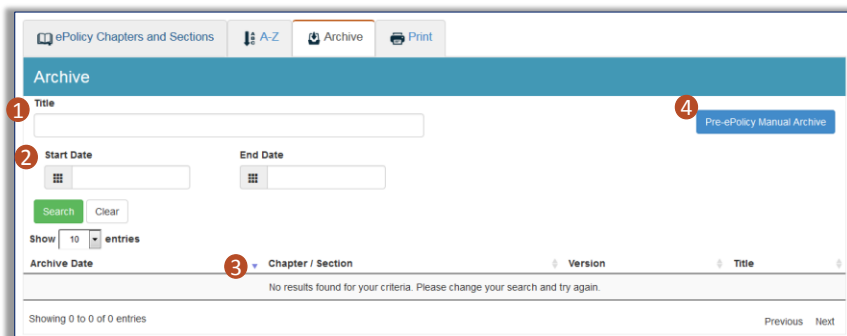 ePolicy Chapters and Sections A-Z Archive Print
Archive
1 Title
4 Pre-ePolicy Manual Archive
2 Start Date End Date
Search Clear
Show 10 entries
Archive Date 3 Chapter / Section Version Title
No results found for your criteria. Please change your search and try again.
Showing 0 to 0 of 0 entries Previous Next